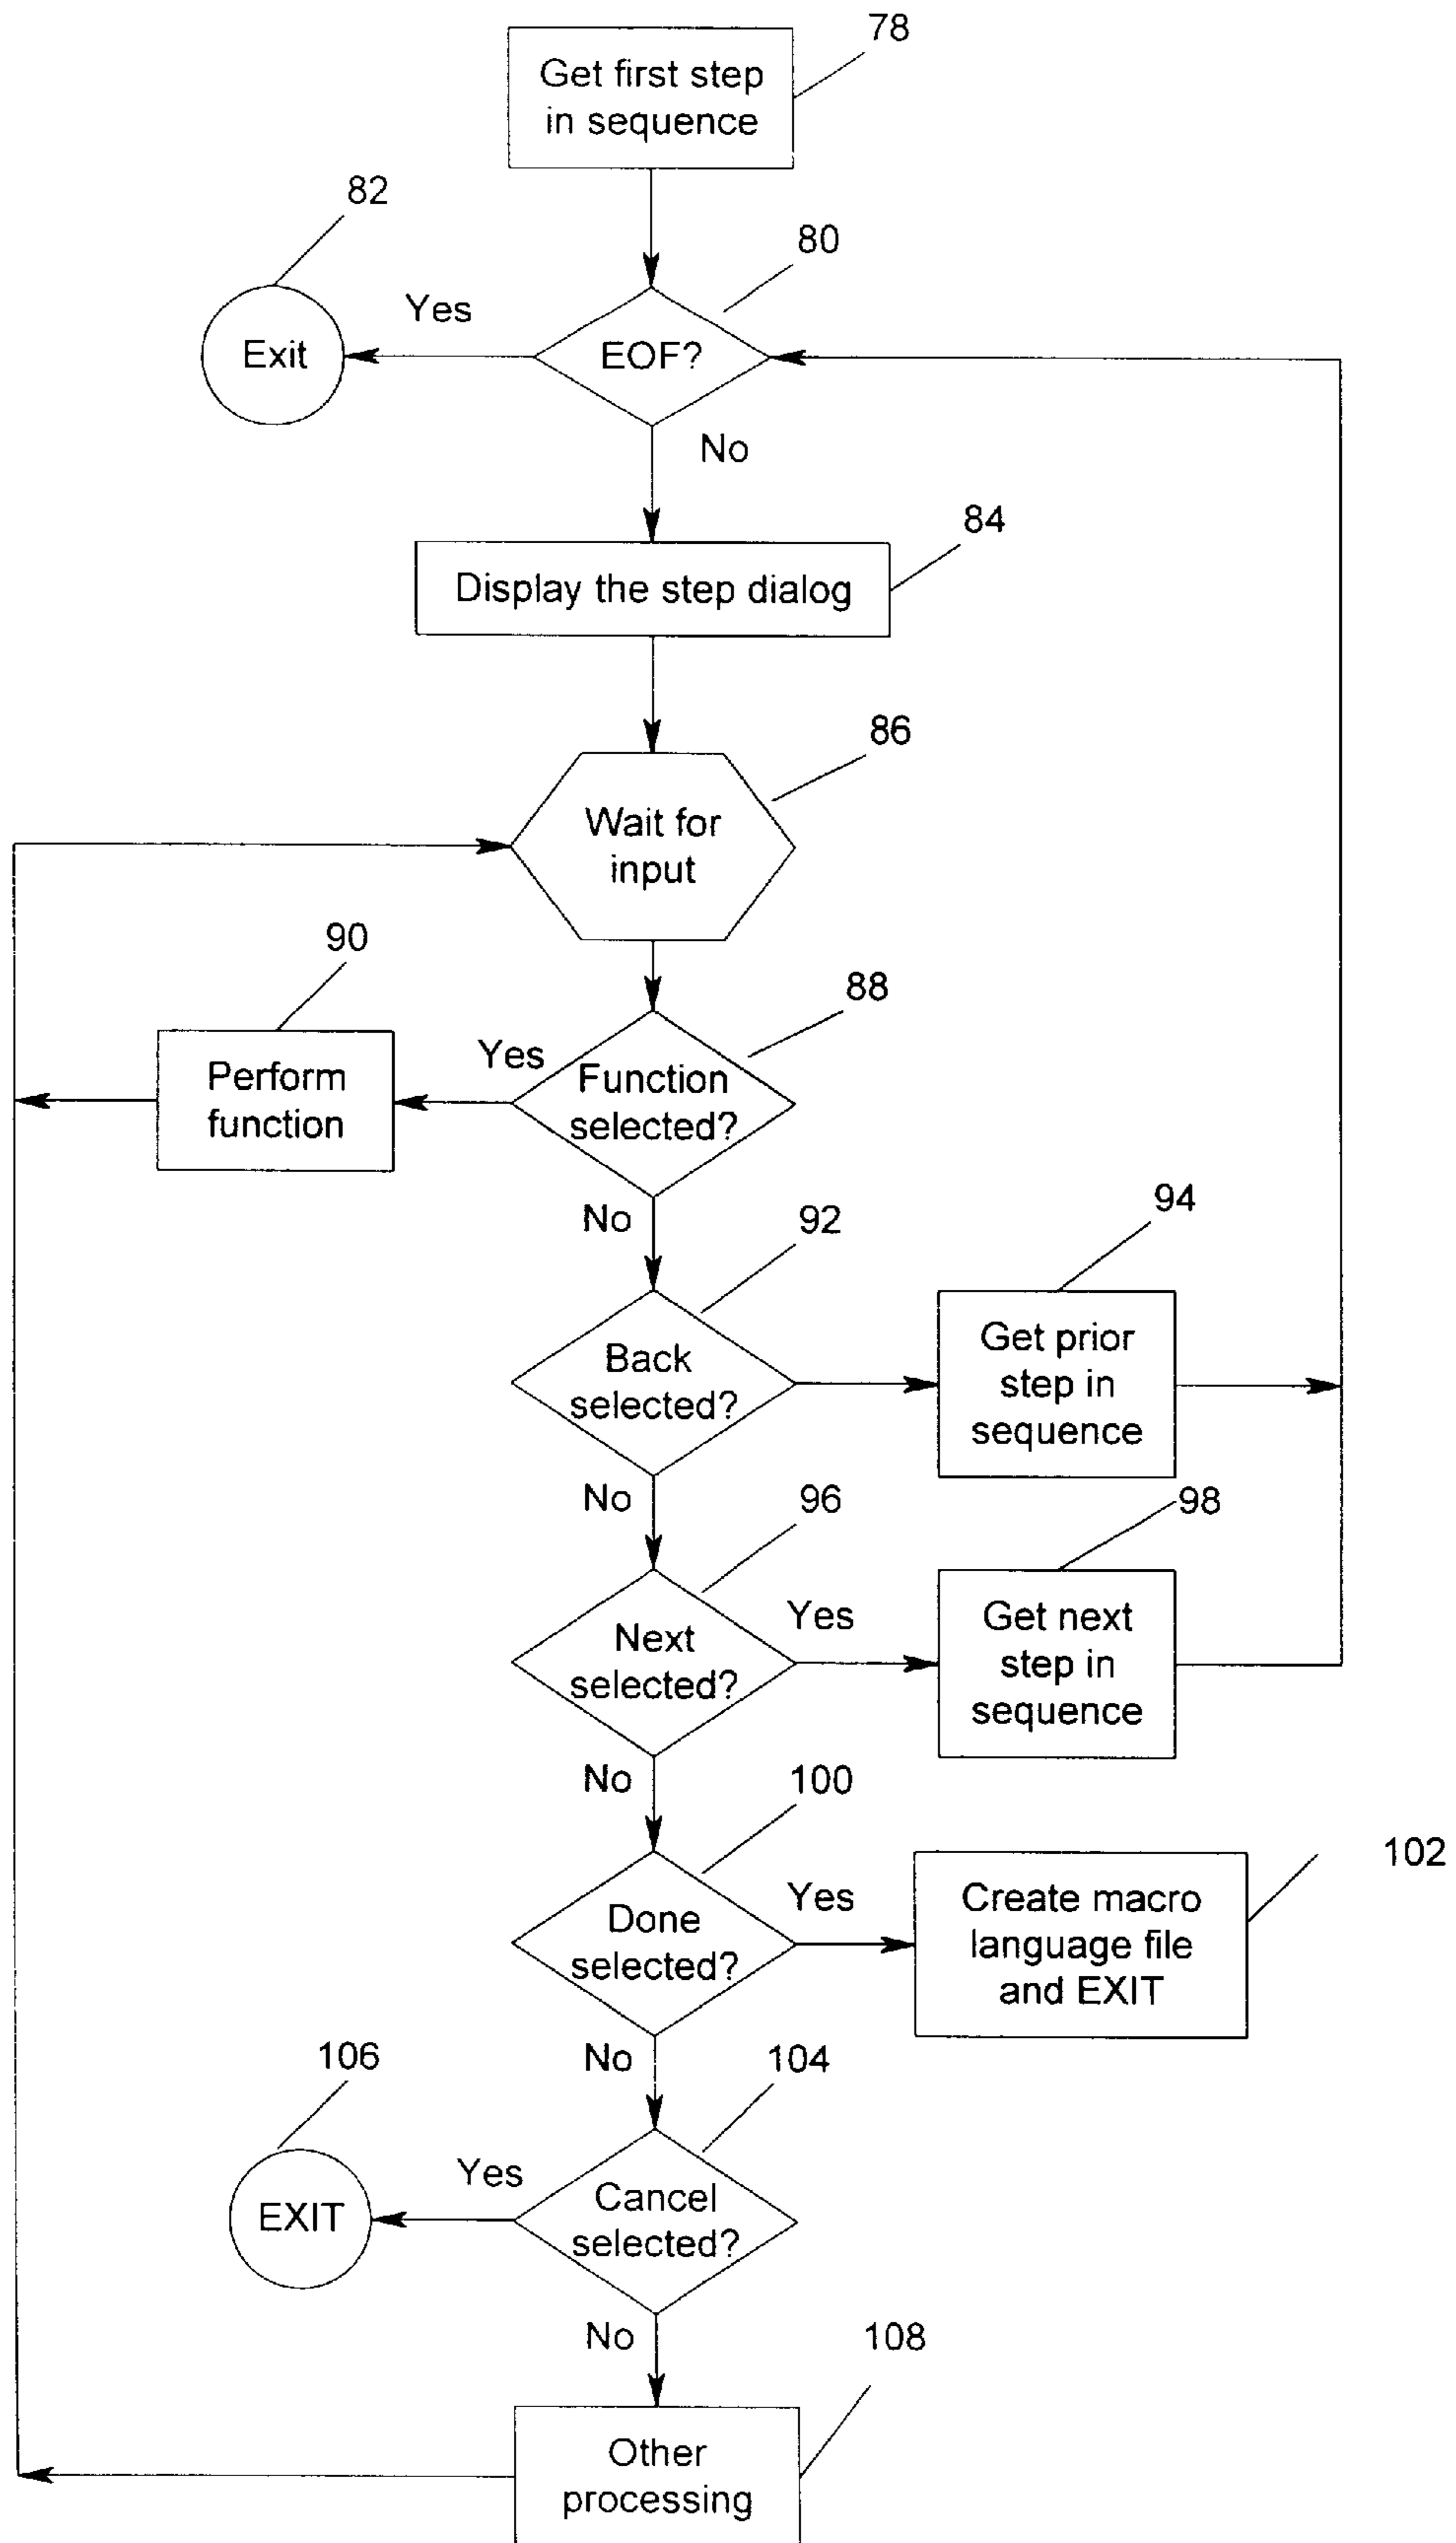 78
Get first step
in sequence
82
80
Yes
Exit
EOF?
No
84
Display the step dialog
86
Wait for
input
90
88
Yes
Perform
function
Function
selected?
No
92
94
Back
selected?
Get prior
step in
sequence
No
96
98
Yes
Next
selected?
Get next
step in
sequence
No
100
102
Yes
Done
selected?
Create macro
language file
and EXIT
No
106
104
Yes
EXIT
Cancel
selected?
No
108
Other
processing